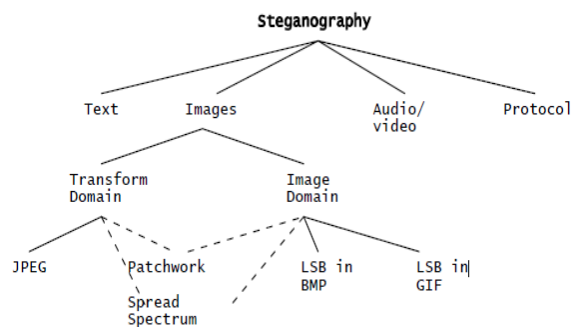 Steganography
Text Images Audio/ Protocol
video
Transform Image
Domain Domain
JPEG Patchwork LSB in LSB in
BMP GIF
Spread
Spectrum